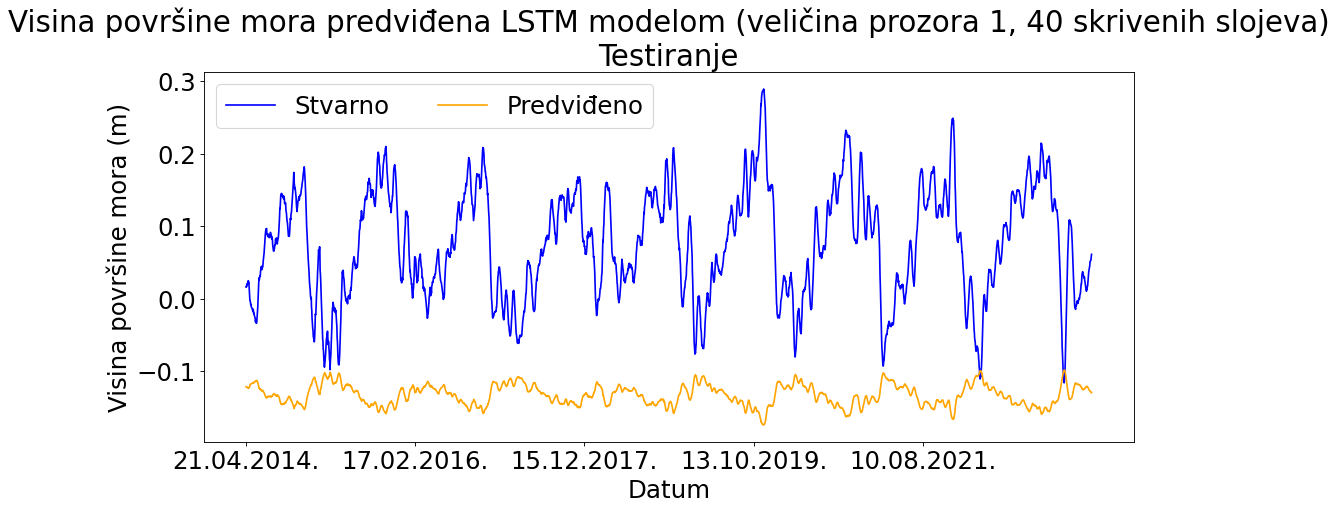 Visina površine mora predviđena LSTM modelom (veličina prozora 1, 40 skrivenih slojeva)
Testiranje
Stvarno
Predviđeno
Visina površine mora (m)
0.3
0.2
0.1
0.0
−0.1
21.04.2014.
17.02.2016.
15.12.2017.
13.10.2019.
10.08.2021.
Datum